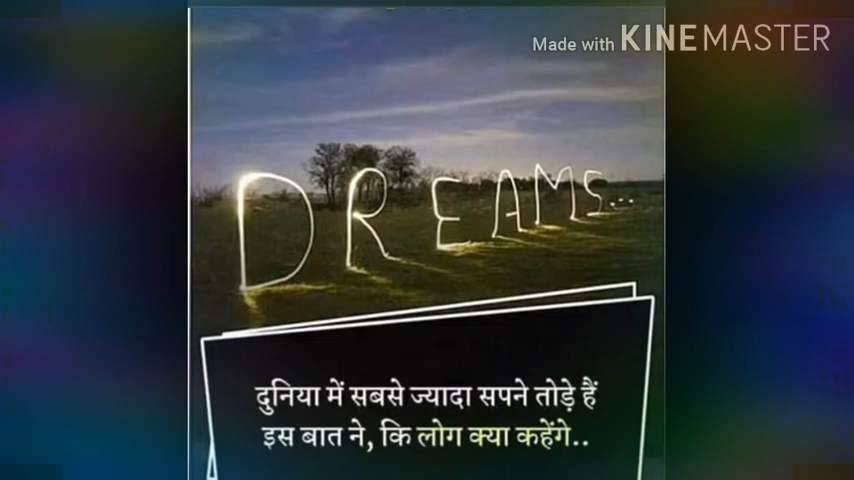 Made with KINEMASTER
DREAMS...
दुनिया में सबसे ज्यादा सपने तोड़े हैं
इस बात ने, कि लोग क्या कहेंगे..